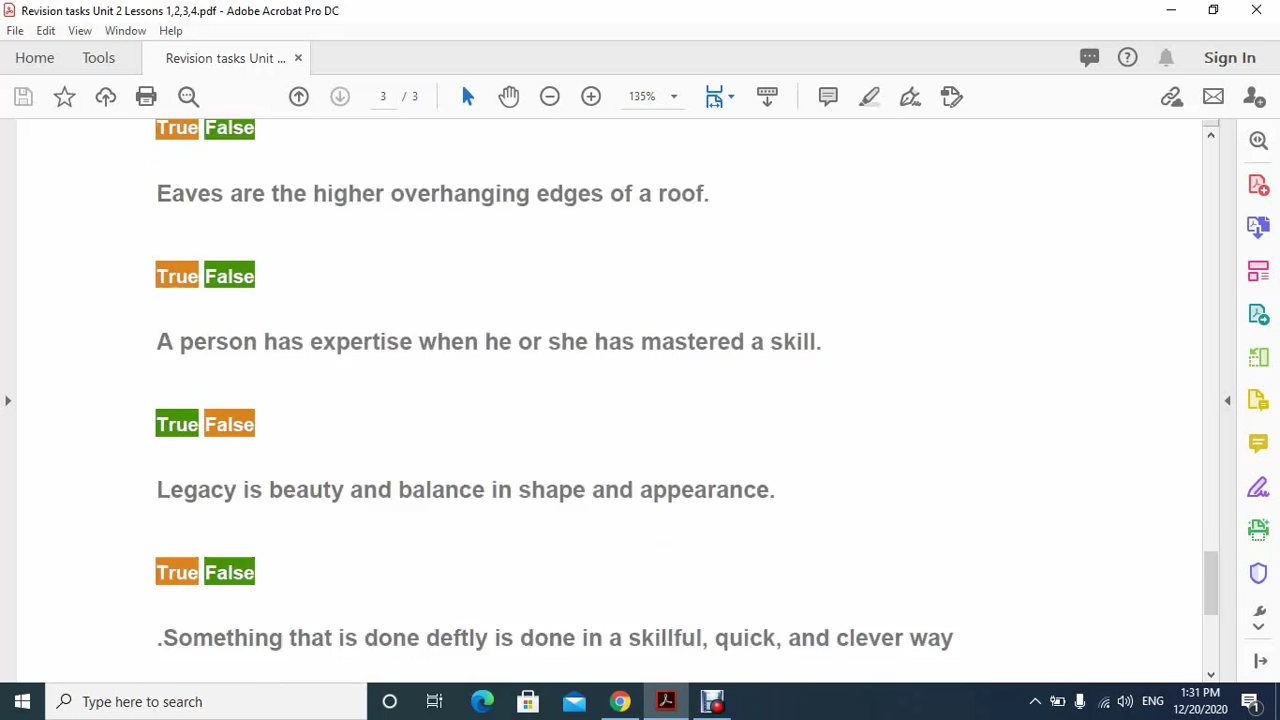 Revision tasks Unit 2 Lessons 1,2,3,4.pdf - Adobe Acrobat Pro DC
File Edit View Window Help
Home Tools Revision tasks Unit ... Sign In
3 / 3 135%
True False
Eaves are the higher overhanging edges of a roof.
True False
A person has expertise when he or she has mastered a skill.
True False
Legacy is beauty and balance in shape and appearance.
True False
.Something that is done deftly is done in a skillful, quick, and clever way
Type here to search
ENG
1:31 PM
12/20/2020
1